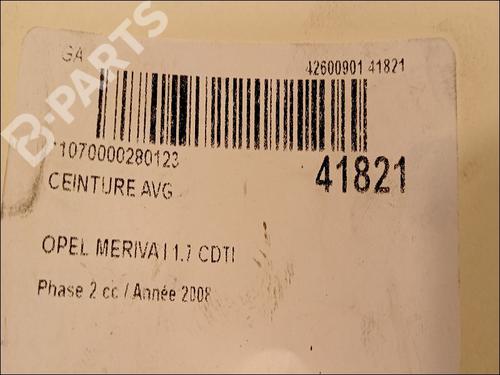 GA
42600901 41821
1070000280123
41821
CEINTURE AVG
OPEL MERIVA I 1.7 CDTI
Phase 2 cc / Année 2008
B-PARTS